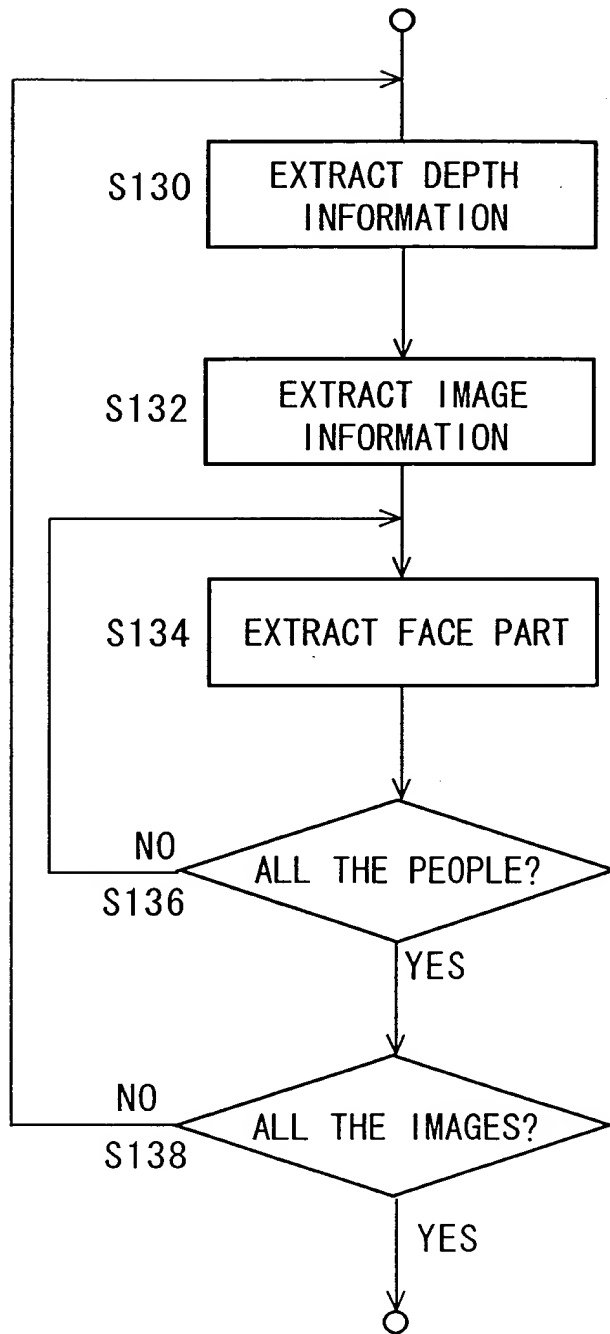 S130
EXTRACT DEPTH
INFORMATION
S132
EXTRACT IMAGE
INFORMATION
S134
EXTRACT FACE PART
NO
S136
ALL THE PEOPLE?
YES
NO
S138
ALL THE IMAGES?
YES